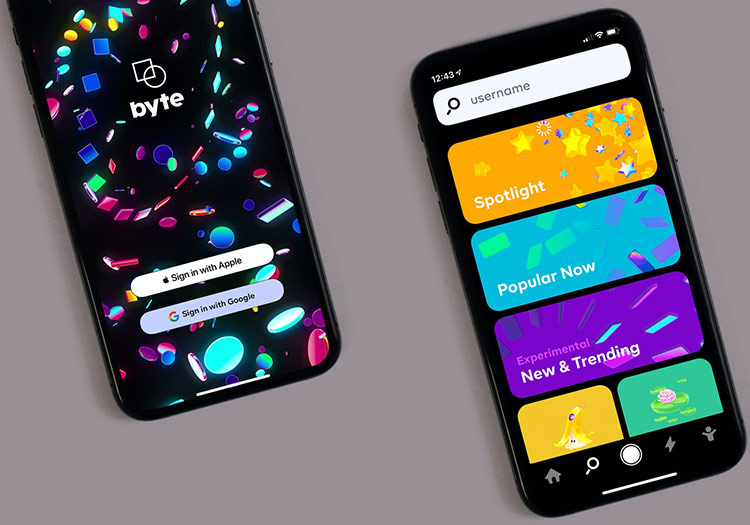 byte
Sign in with Apple
Sign in with Google
12:43
username
Spotlight
Popular Now
Experimental
New & Trending